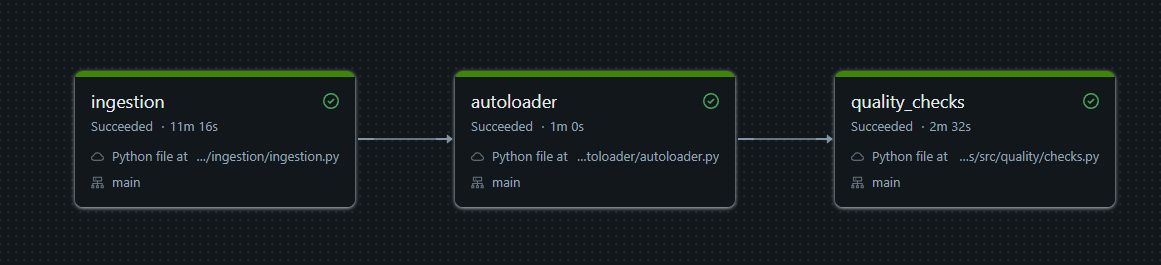 ingestion
Succeeded · 11m 16s
Python file at .../ingestion/ingestion.py
main
autoloader
Succeeded · 1m 0s
Python file at ...toloader/autoloader.py
main
quality_checks
Succeeded · 2m 32s
Python file at ...s/src/quality/checks.py
main